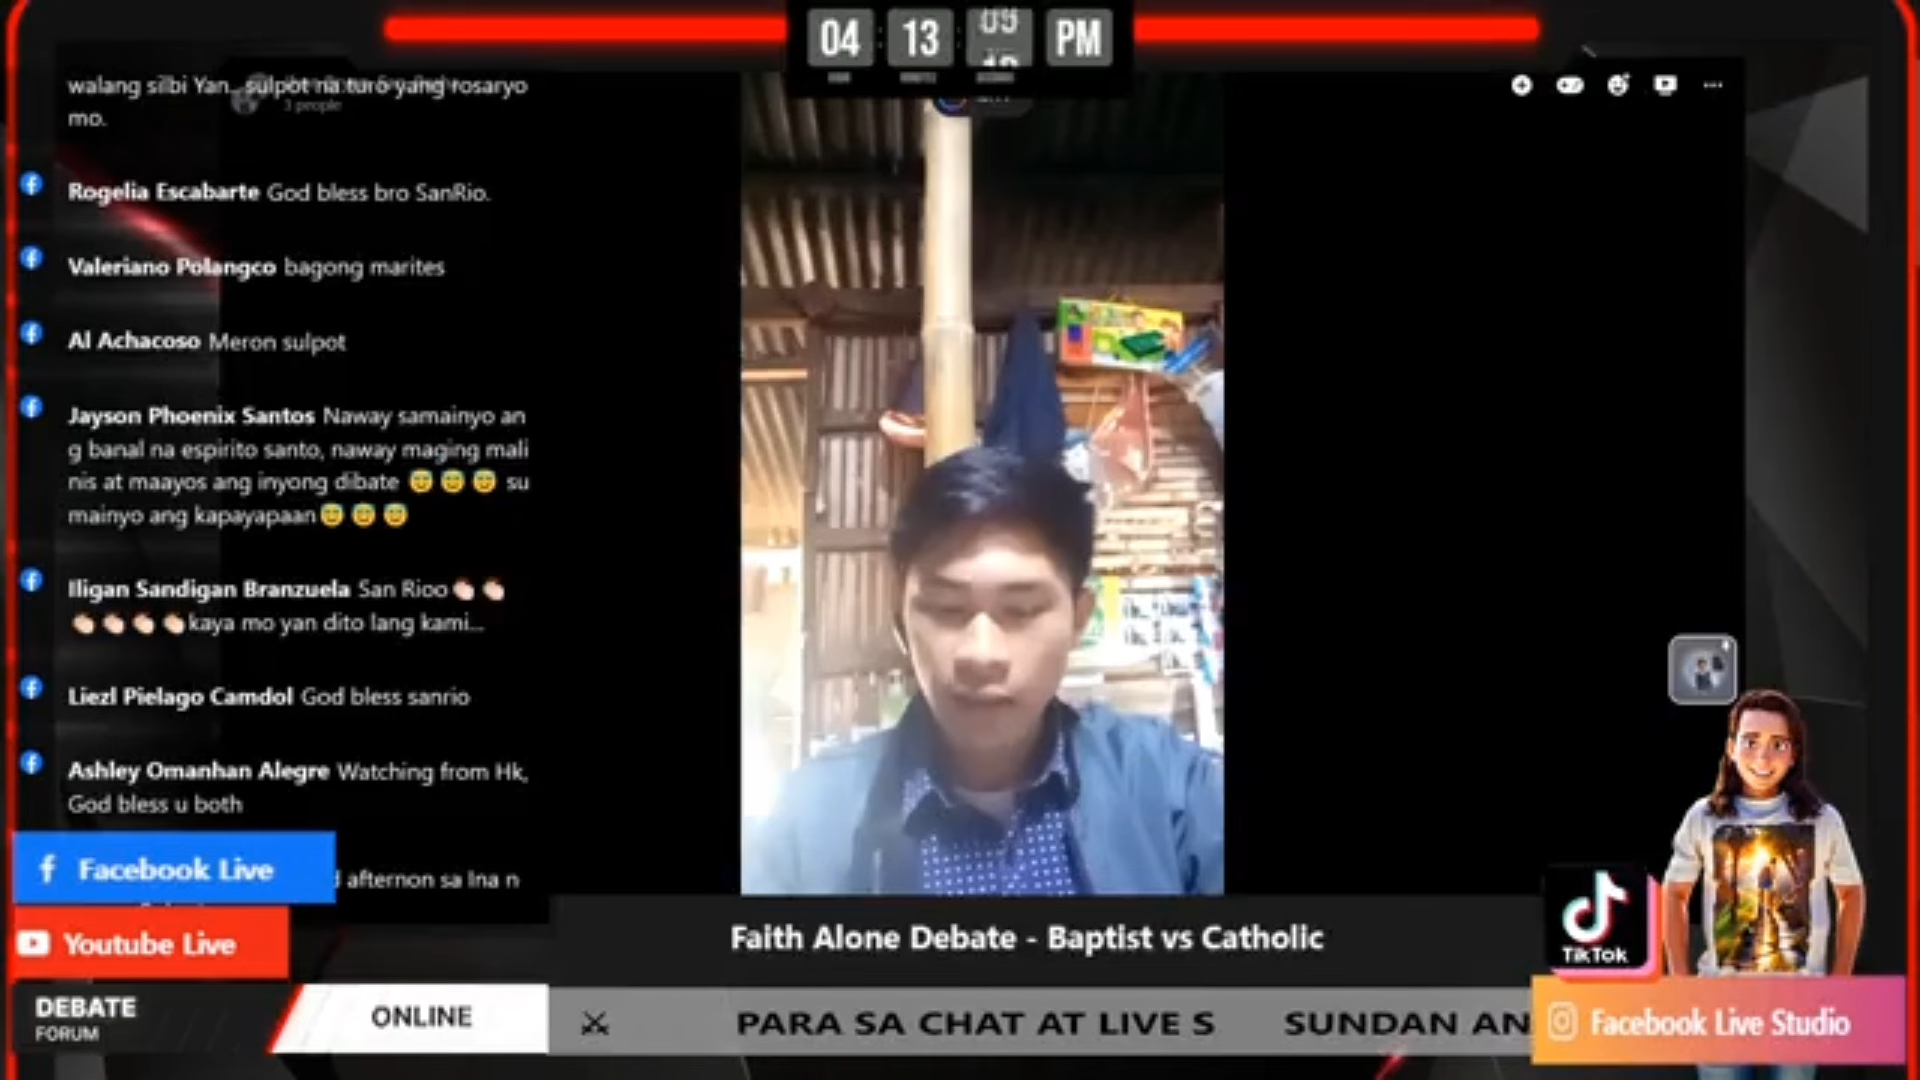 04 13 PM
walang silbi Yan.. sulpot na turo yang rosaryo
mo.
3 people
Rogelia Escabarte God bless bro SanRio.
Valeriano Polangco bagong marites
Al Achacoso Meron sulpot
Jayson Phoenix Santos Naway samainyo an
g banal na espirito santo, naway maging mali
nis at maayos ang inyong dibate 😇 😇 😇 su
mainyo ang kapayapaan 😇 😇 😇
Iligan Sandigan Branzuela San Rioo 👏🏻 👏🏻
👏🏻 👏🏻 👏🏻 👏🏻 kaya mo yan dito lang kami...
Liezl Pielago Camdol God bless sanrio
Ashley Omanhan Alegre Watching from Hk,
God bless u both
afternon sa Ina n
Facebook Live
Youtube Live
Faith Alone Debate - Baptist vs Catholic
TikTok
DEBATE
FORUM
ONLINE
PARA SA CHAT AT LIVE S SUNDAN AN
Facebook Live Studio